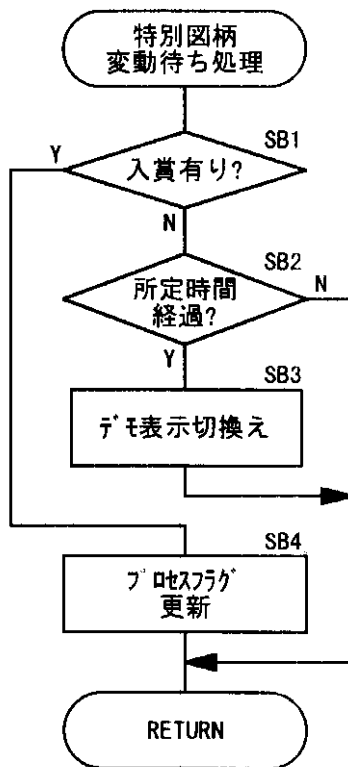 特別図柄
変動待ち処理
SB1
Y
入賞有り?
N
SB2
所定時間
経過?
N
Y
SB3
デモ表示切換え
SB4
プロセスフラグ
更新
RETURN